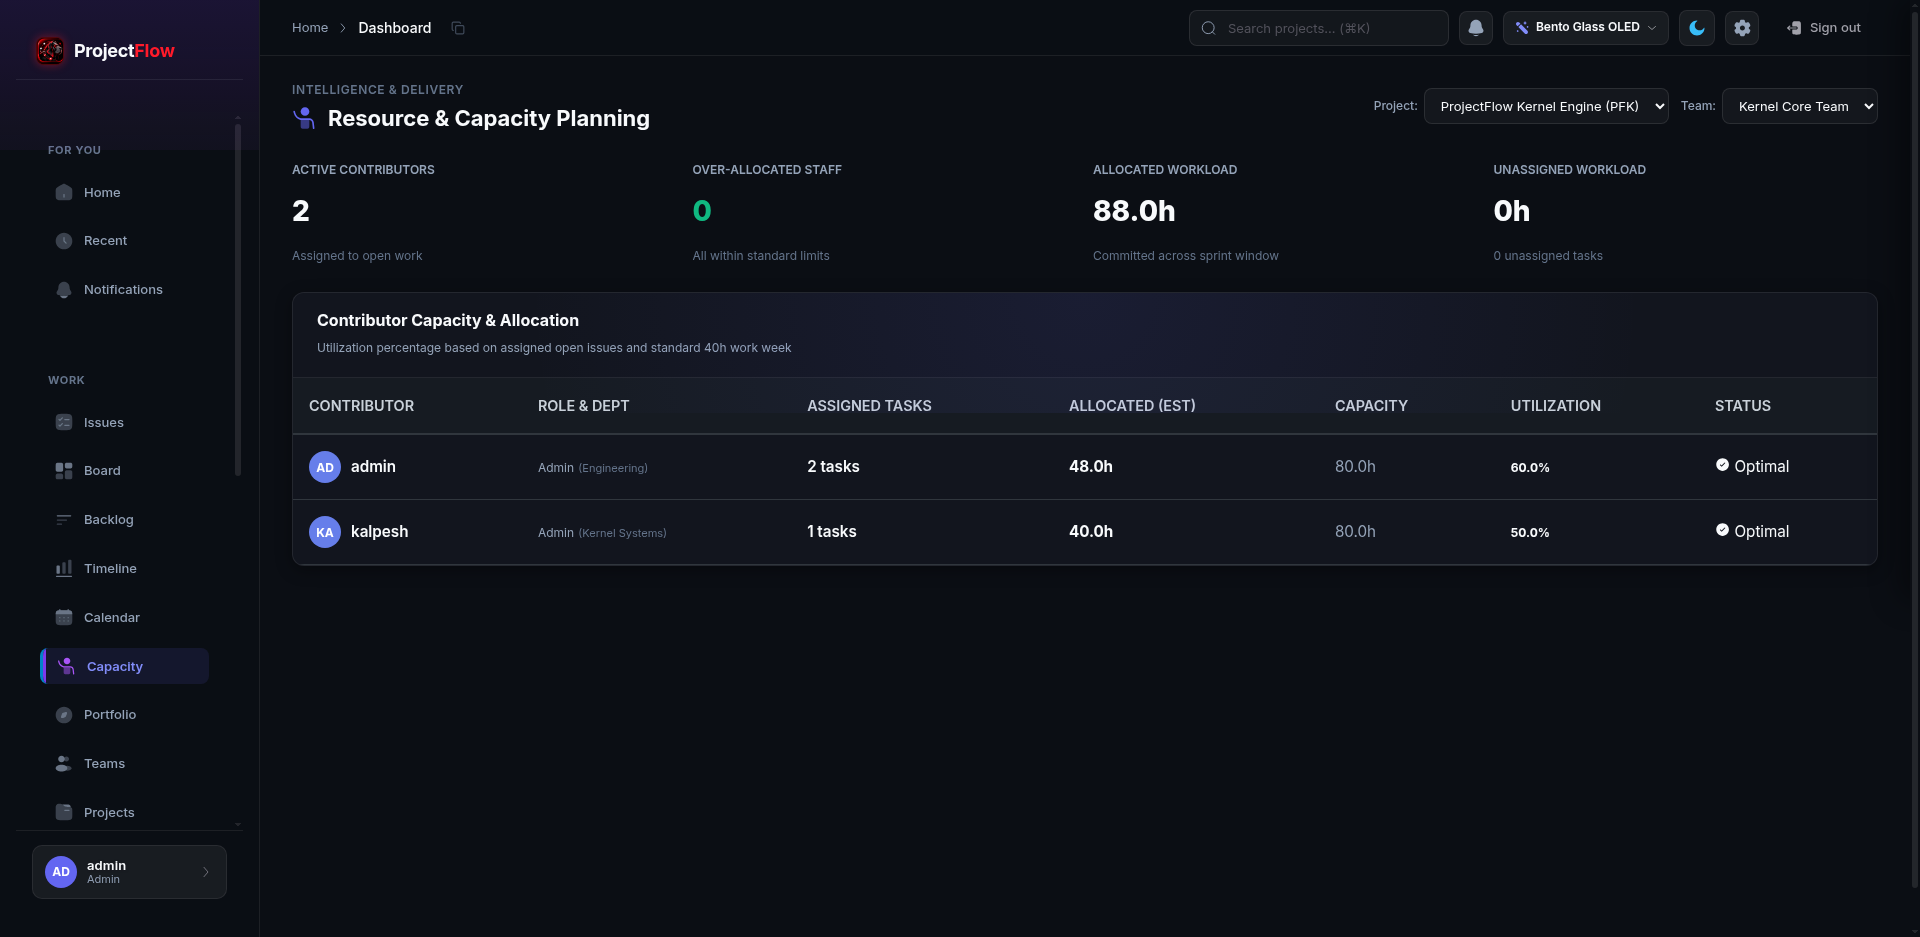 ProjectFlow
FOR YOU
Home
Recent
Notifications
WORK
Issues
Board
Backlog
Timeline
Calendar
Capacity
Portfolio
Teams
Projects
AD
admin
Admin
Home
Dashboard
Search projects... (⌘K)
Bento Glass OLED
Sign out
INTELLIGENCE & DELIVERY
Resource & Capacity Planning
Project: ProjectFlow Kernel Engine (PFK) Team: Kernel Core Team
ACTIVE CONTRIBUTORS
2
Assigned to open work
OVER-ALLOCATED STAFF
0
All within standard limits
ALLOCATED WORKLOAD
88.0h
Committed across sprint window
UNASSIGNED WORKLOAD
0h
0 unassigned tasks
Contributor Capacity & Allocation
Utilization percentage based on assigned open issues and standard 40h work week
CONTRIBUTOR ROLE & DEPT ASSIGNED TASKS ALLOCATED (EST) CAPACITY UTILIZATION STATUS
AD admin Admin (Engineering) 2 tasks 48.0h 80.0h 60.0% Optimal
KA kalpesh Admin (Kernel Systems) 1 tasks 40.0h 80.0h 50.0% Optimal